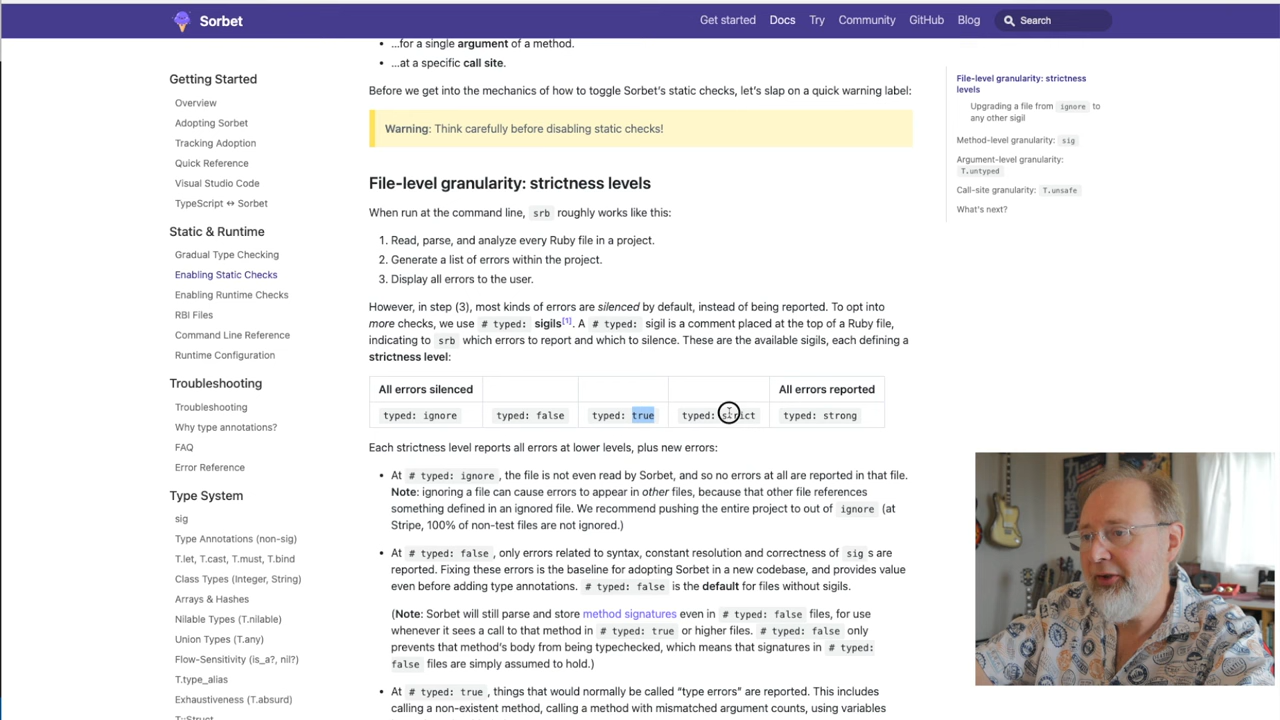 Sorbet
Get started
Docs
Try
Community
GitHub
Blog
Search
Getting Started
Overview
Adopting Sorbet
Tracking Adoption
Quick Reference
Visual Studio Code
TypeScript ↔ Sorbet
Static & Runtime
Gradual Type Checking
Enabling Static Checks
Enabling Runtime Checks
RBI Files
Command Line Reference
Runtime Configuration
Troubleshooting
Troubleshooting
Why type annotations?
FAQ
Error Reference
Type System
sig
Type Annotations (non-sig)
T.let, T.cast, T.must, T.bind
Class Types (Integer, String)
Arrays & Hashes
Nilable Types (T.nilable)
Union Types (T.any)
Flow-Sensitivity (is_a?, nil?)
T.type_alias
Exhaustiveness (T.absurd)
T::Struct
• …for a single argument of a method.
• …at a specific call site.
Before we get into the mechanics of how to toggle Sorbet's static checks, let's slap on a quick warning label:
Warning: Think carefully before disabling static checks!
File-level granularity: strictness levels
When run at the command line, srb roughly works like this:
1. Read, parse, and analyze every Ruby file in a project.
2. Generate a list of errors within the project.
3. Display all errors to the user.
However, in step (3), most kinds of errors are silenced by default, instead of being reported. To opt into
more checks, we use # typed: sigils[1]. A # typed: sigil is a comment placed at the top of a Ruby file,
indicating to srb which errors to report and which to silence. These are the available sigils, each defining a
strictness level:
All errors silenced
All errors reported
typed: ignore
typed: false
typed: true
typed: strict
typed: strong
Each strictness level reports all errors at lower levels, plus new errors:
• At # typed: ignore, the file is not even read by Sorbet, and so no errors at all are reported in that file.
Note: ignoring a file can cause errors to appear in other files, because that other file references
something defined in an ignored file. We recommend pushing the entire project to out of ignore (at
Stripe, 100% of non-test files are not ignored.)
• At # typed: false, only errors related to syntax, constant resolution and correctness of sig s are
reported. Fixing these errors is the baseline for adopting Sorbet in a new codebase, and provides value
even before adding type annotations. # typed: false is the default for files without sigils.
(Note: Sorbet will still parse and store method signatures even in # typed: false files, for use
whenever it sees a call to that method in # typed: true or higher files. # typed: false only
prevents that method's body from being typechecked, which means that signatures in # typed:
false files are simply assumed to hold.)
• At # typed: true, things that would normally be called “type errors” are reported. This includes
calling a non-existent method, calling a method with mismatched argument counts, using variables
File-level granularity: strictness
levels
Upgrading a file from ignore to
any other sigil
Method-level granularity: sig
Argument-level granularity:
T.untyped
Call-site granularity: T.unsafe
What's next?